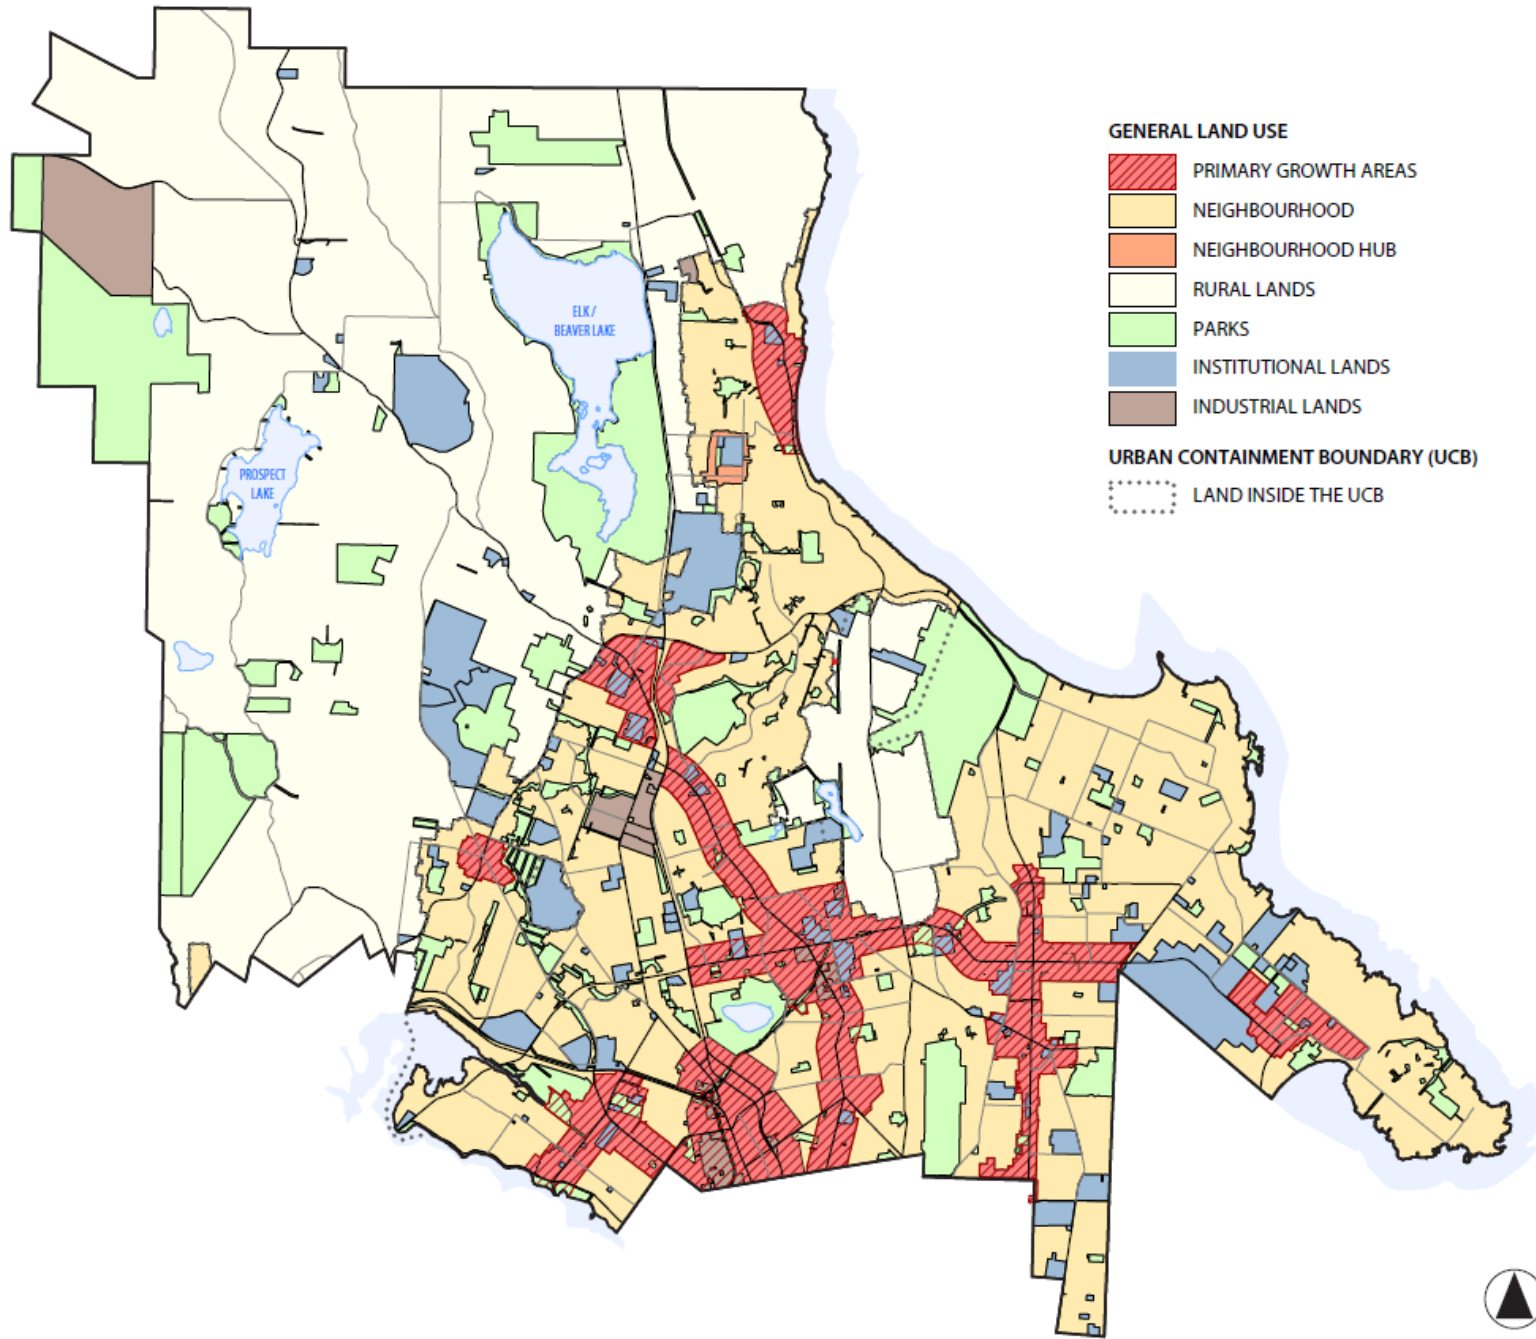 GENERAL LAND USE
PRIMARY GROWTH AREAS
NEIGHBOURHOOD
NEIGHBOURHOOD HUB
RURAL LANDS
PARKS
INSTITUTIONAL LANDS
INDUSTRIAL LANDS
URBAN CONTAINMENT BOUNDARY (UCB)
LAND INSIDE THE UCB
ELK /
BEAVER LAKE
PROSPECT
LAKE